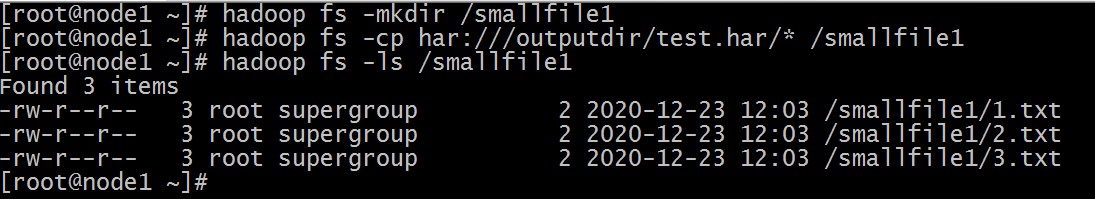 [root@node1 ~]# hadoop fs -mkdir /smallfile1
[root@node1 ~]# hadoop fs -cp har:///outputdir/test.har/* /smallfile1
[root@node1 ~]# hadoop fs -ls /smallfile1
Found 3 items
-rw-r--r--   3 root supergroup          2 2020-12-23 12:03 /smallfile1/1.txt
-rw-r--r--   3 root supergroup          2 2020-12-23 12:03 /smallfile1/2.txt
-rw-r--r--   3 root supergroup          2 2020-12-23 12:03 /smallfile1/3.txt
[root@node1 ~]#